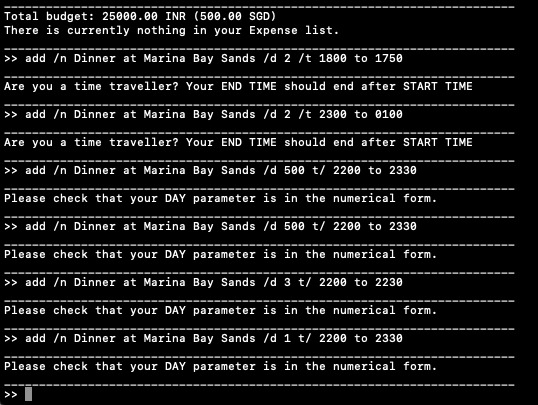 Total budget: 25000.00 INR (500.00 SGD)
There is currently nothing in your Expense list.
>> add /n Dinner at Marina Bay Sands /d 2 /t 1800 to 1750
Are you a time traveller? Your END TIME should end after START TIME
>> add /n Dinner at Marina Bay Sands /d 2 /t 2300 to 0100
Are you a time traveller? Your END TIME should end after START TIME
>> add /n Dinner at Marina Bay Sands /d 500 t/ 2200 to 2330
Please check that your DAY parameter is in the numerical form.
>> add /n Dinner at Marina Bay Sands /d 500 t/ 2200 to 2330
Please check that your DAY parameter is in the numerical form.
>> add /n Dinner at Marina Bay Sands /d 3 t/ 2200 to 2230
Please check that your DAY parameter is in the numerical form.
>> add /n Dinner at Marina Bay Sands /d 1 t/ 2200 to 2330
Please check that your DAY parameter is in the numerical form.
>>